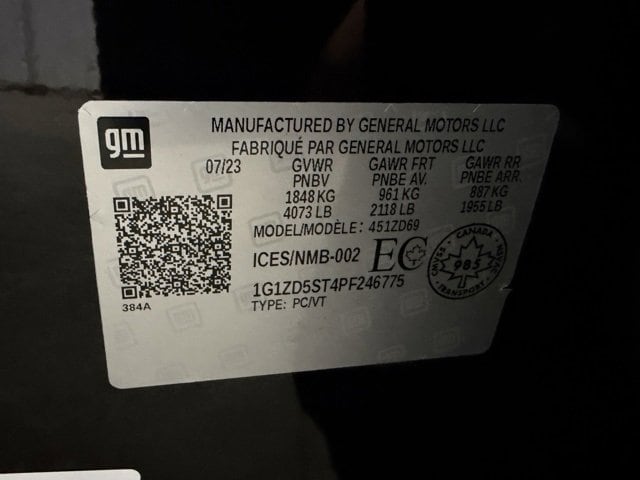 gm
MANUFACTURED BY GENERAL MOTORS LLC
FABRIQUÉ PAR GENERAL MOTORS LLC
07/23 GVWR GAWR FRT GAWR RR
PNBV PNBE AV. PNBE ARR.
1848 KG 961 KG 887 KG
4073 LB 2118 LB 1955 LB
MODEL/MODÈLE: 451ZD69
ICES/NMB-002 EC
CANADA
CMVSS NSVAC
985
TRANSPORT
1G1ZD5ST4PF246775
TYPE: PC/VT
384A